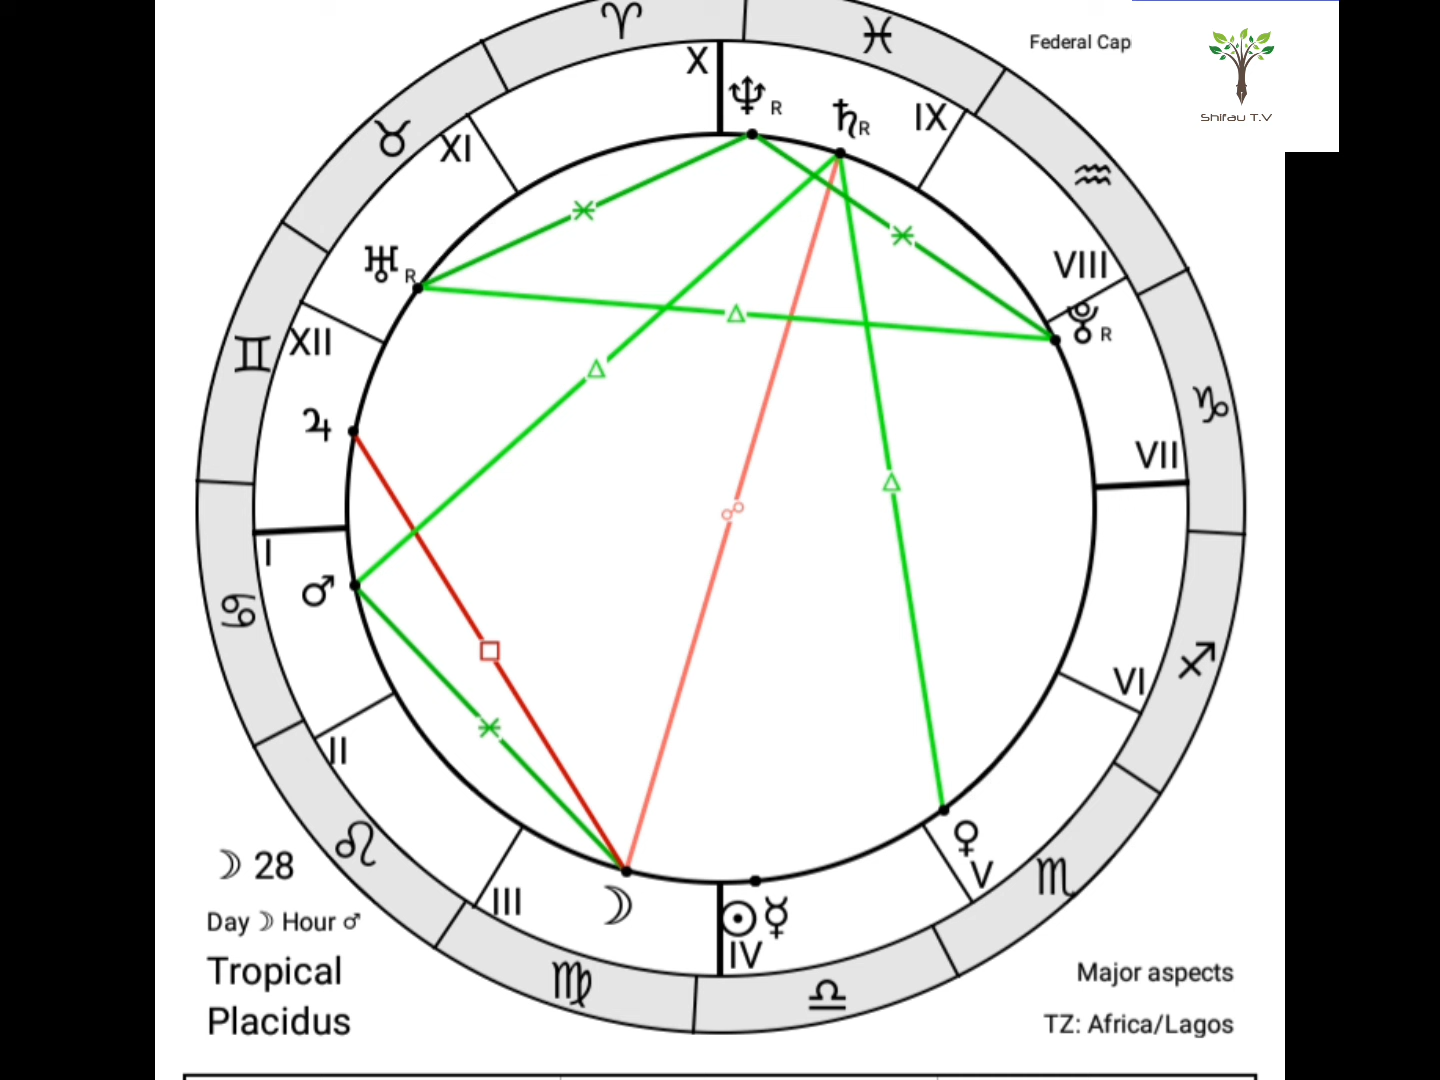 ♈ ♓
X
Federal Cap
♆ R
♄ R
IX
Shifau T.V
♉
XI
♒
♅ R
VIII
♇ R
♊
XII
♃
♑
VII
I
♂
♋
♐
VI
II
♌
☽ 28
♀
V
♏
III
☽
☉ ☿
IV
Day ☽ Hour ♂
Tropical
♍
♎
Major aspects
Placidus
TZ: Africa/Lagos